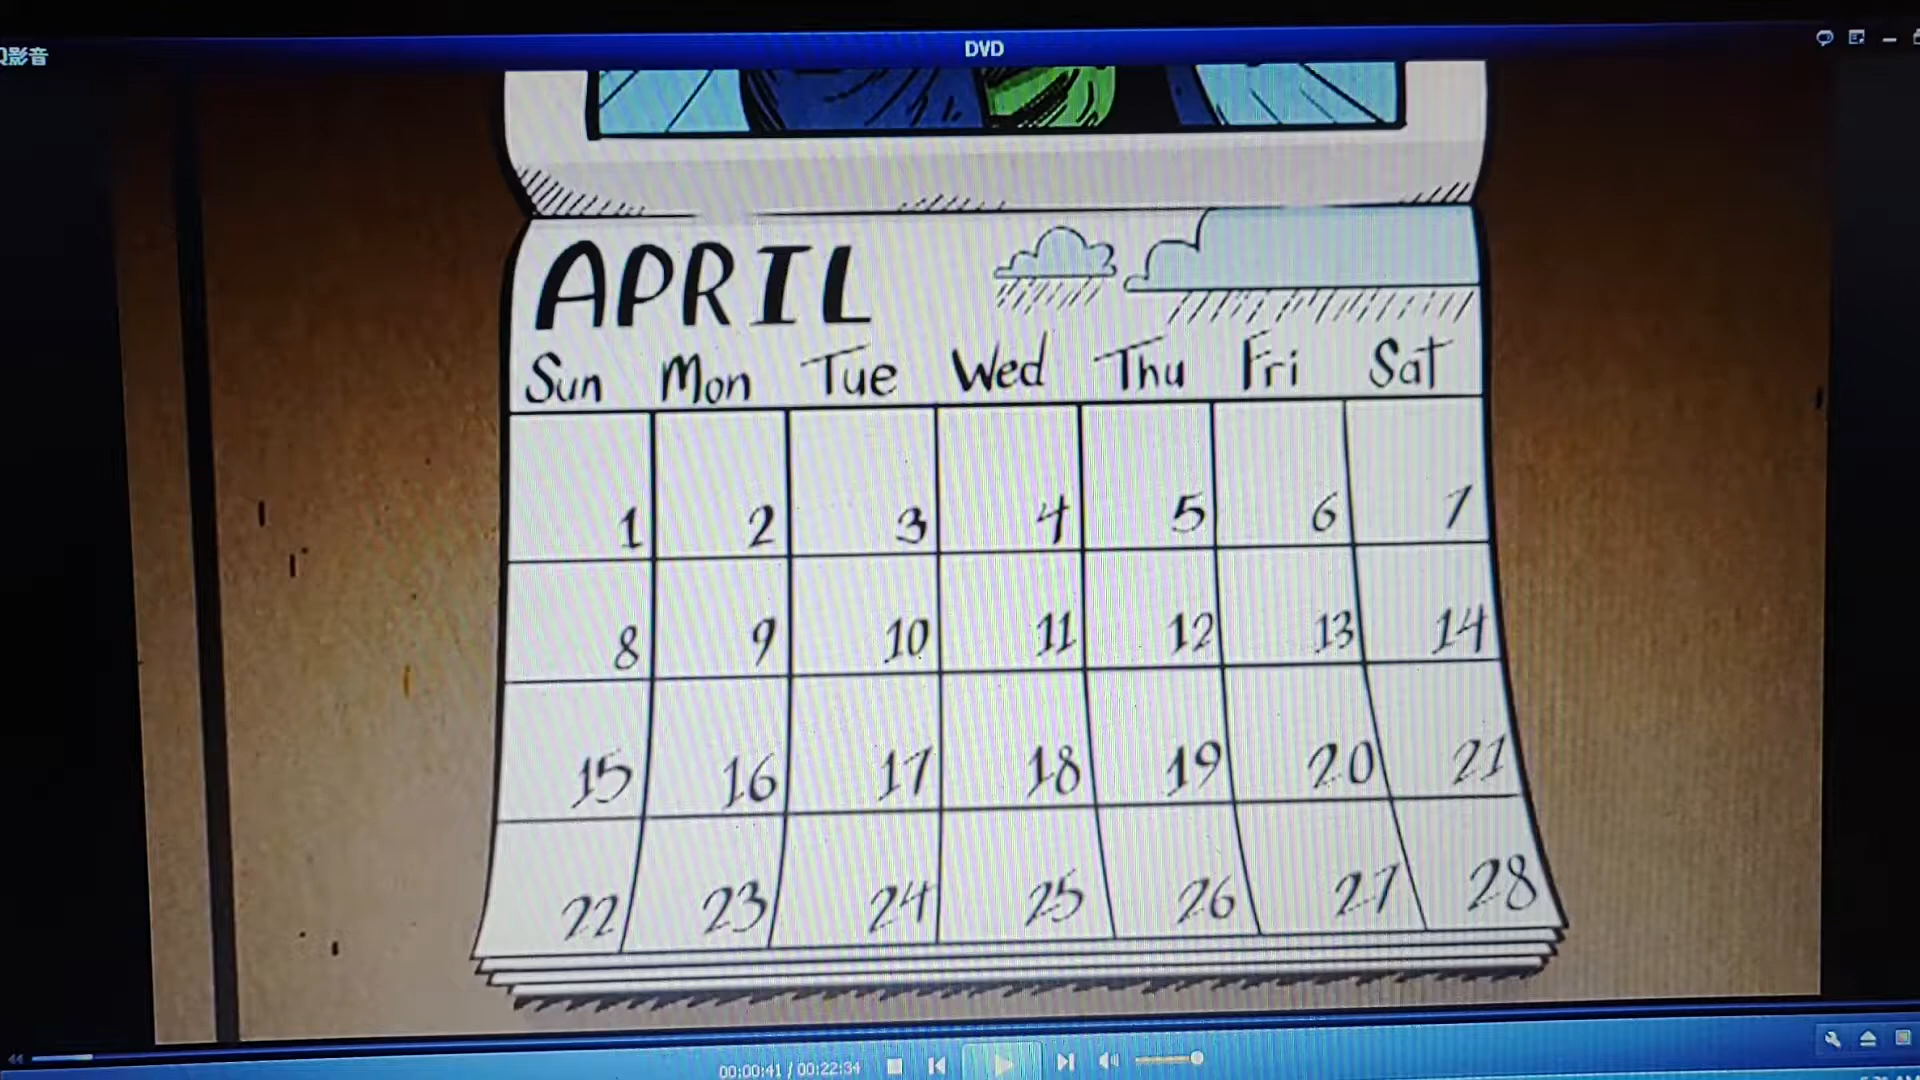 DVD
影音
APRIL
Sun Mon Tue Wed Thu Fri Sat
1 2 3 4 5 6 7
8 9 10 11 12 13 14
15 16 17 18 19 20 21
22 23 24 25 26 27 28
00:00:41 / 00:22:34